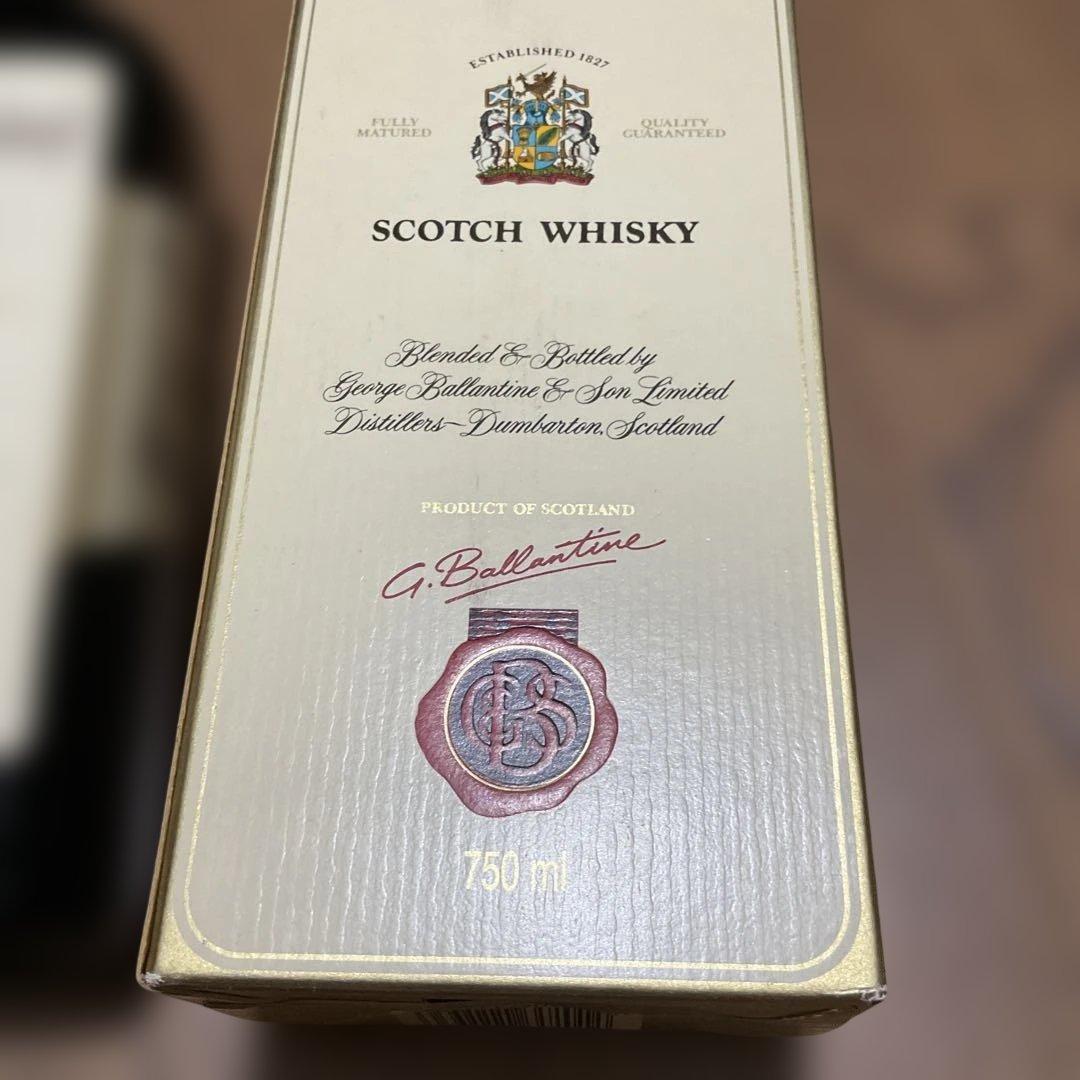 ESTABLISHED 1827
FULLY
MATURED
QUALITY
GUARANTEED
SCOTCH WHISKY
Blended & Bottled by
George Ballantine & Son Limited
Distillers—Dumbarton, Scotland
PRODUCT OF SCOTLAND
G. Ballantine
GBS
750 ml